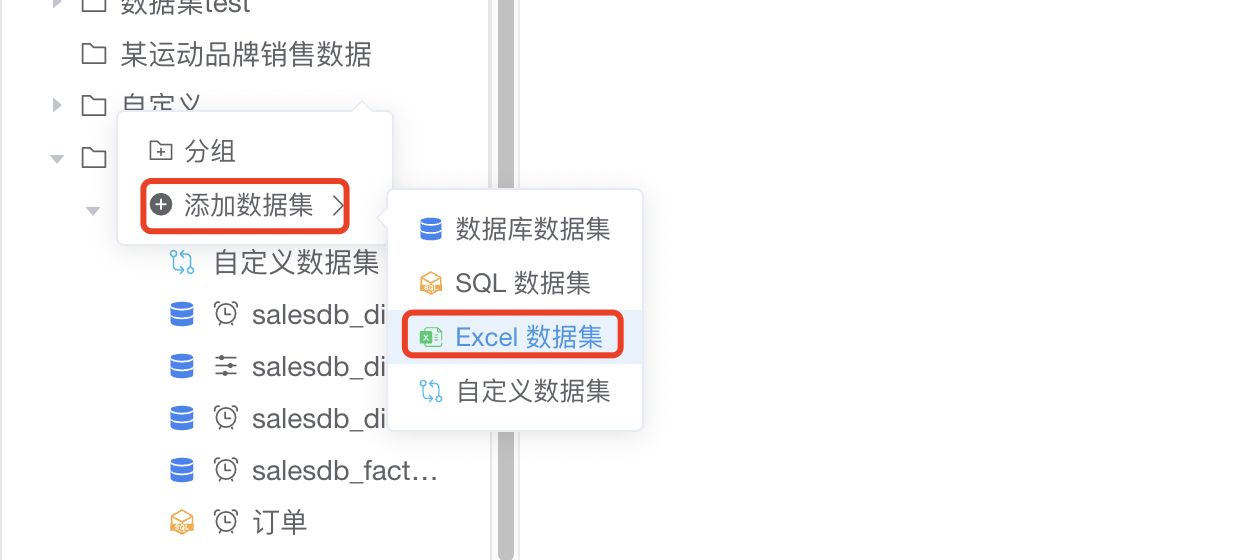 数据集test
某运动品牌销售数据
自定义
分组
添加数据集
数据库数据集
SQL 数据集
Excel 数据集
自定义数据集
自定义数据集
salesdb_di
salesdb_di
salesdb_di
salesdb_fact…
订单